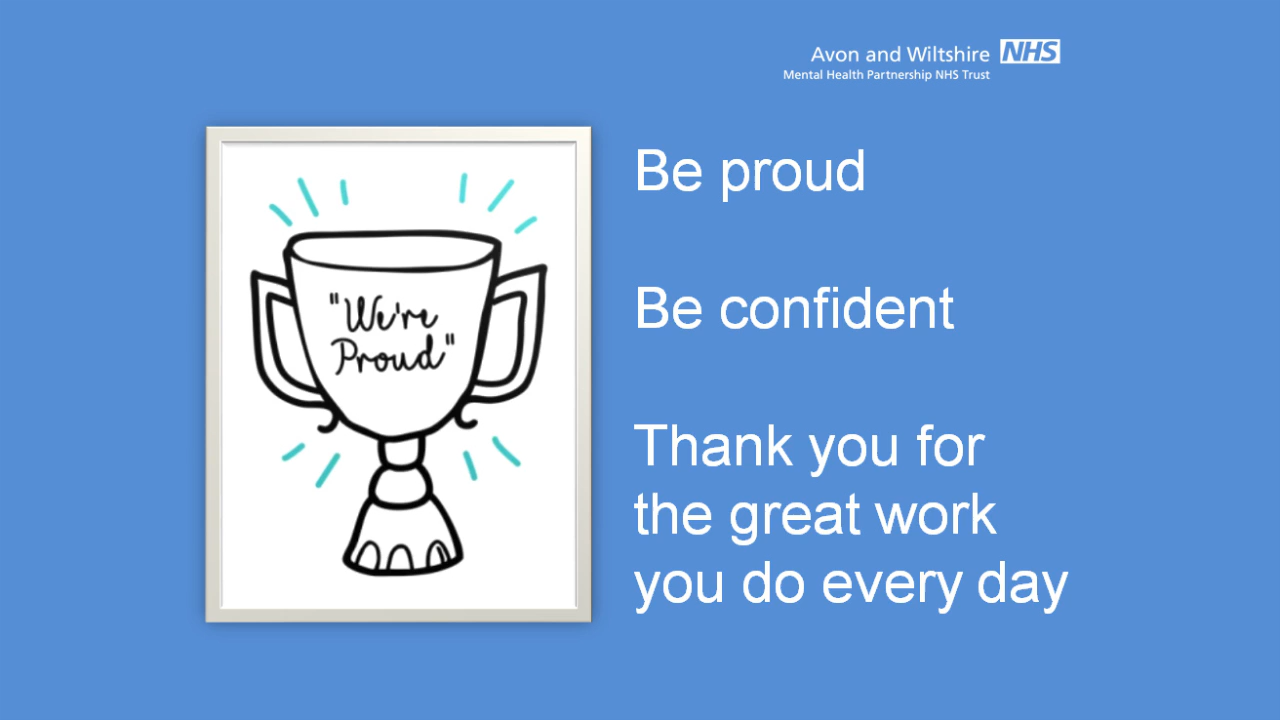 Avon and Wiltshire NHS
Mental Health Partnership NHS Trust
"We're
Proud"
Be proud
Be confident
Thank you for
the great work
you do every day